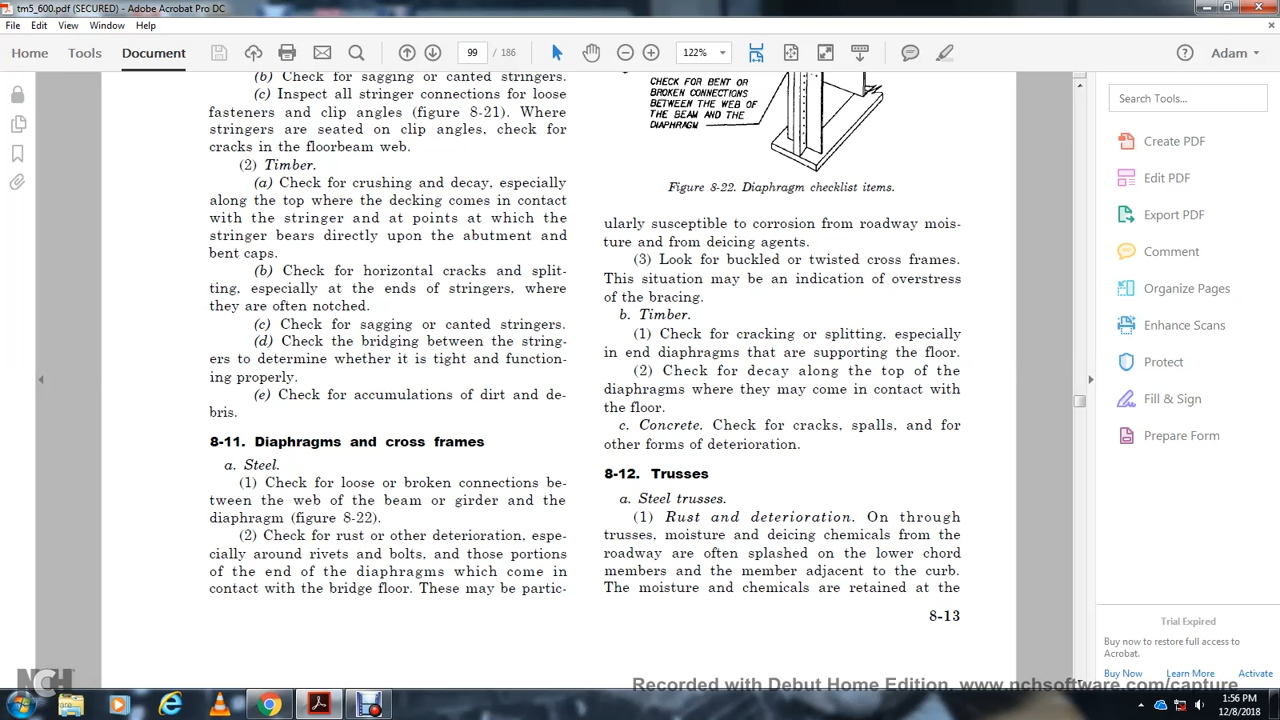 tm5_600.pdf (SECURED) - Adobe Acrobat Pro DC
File Edit View Window Help
Home Tools Document 99 / 186 122% Adam
(b) Check for sagging or canted stringers.
(c) Inspect all stringer connections for loose
fasteners and clip angles (figure 8-21). Where
stringers are seated on clip angles, check for
cracks in the floorbeam web.
(2) Timber.
(a) Check for crushing and decay, especially
along the top where the decking comes in contact
with the stringer and at points at which the
stringer bears directly upon the abutment and
bent caps.
(b) Check for horizontal cracks and split-
ting, especially at the ends of stringers, where
they are often notched.
(c) Check for sagging or canted stringers.
(d) Check the bridging between the string-
ers to determine whether it is tight and function-
ing properly.
(e) Check for accumulations of dirt and de-
bris.
8-11. Diaphragms and cross frames
a. Steel.
(1) Check for loose or broken connections be-
tween the web of the beam or girder and the
diaphragm (figure 8-22).
(2) Check for rust or other deterioration, espe-
cially around rivets and bolts, and those portions
of the end of the diaphragms which come in
contact with the bridge floor. These may be partic-
CHECK FOR BENT OR
BROKEN CONNECTIONS
BETWEEN THE WEB OF
THE BEAM AND THE
DIAPHRAGM
Figure 8-22. Diaphragm checklist items.
ularly susceptible to corrosion from roadway mois-
ture and from deicing agents.
(3) Look for buckled or twisted cross frames.
This situation may be an indication of overstress
of the bracing.
b. Timber.
(1) Check for cracking or splitting, especially
in end diaphragms that are supporting the floor.
(2) Check for decay along the top of the
diaphragms where they may come in contact with
the floor.
c. Concrete. Check for cracks, spalls, and for
other forms of deterioration.
8-12. Trusses
a. Steel trusses.
(1) Rust and deterioration. On through
trusses, moisture and deicing chemicals from the
roadway are often splashed on the lower chord
members and the member adjacent to the curb.
The moisture and chemicals are retained at the
8-13
Search Tools...
Create PDF
Edit PDF
Export PDF
Comment
Organize Pages
Enhance Scans
Protect
Fill & Sign
Prepare Form
Trial Expired
Buy now to restore full access to
Acrobat.
Buy Now Learn More Activate
NCH
Recorded with Debut Home Edition. www.nchsoftware.com/capture
1:56 PM
12/8/2018